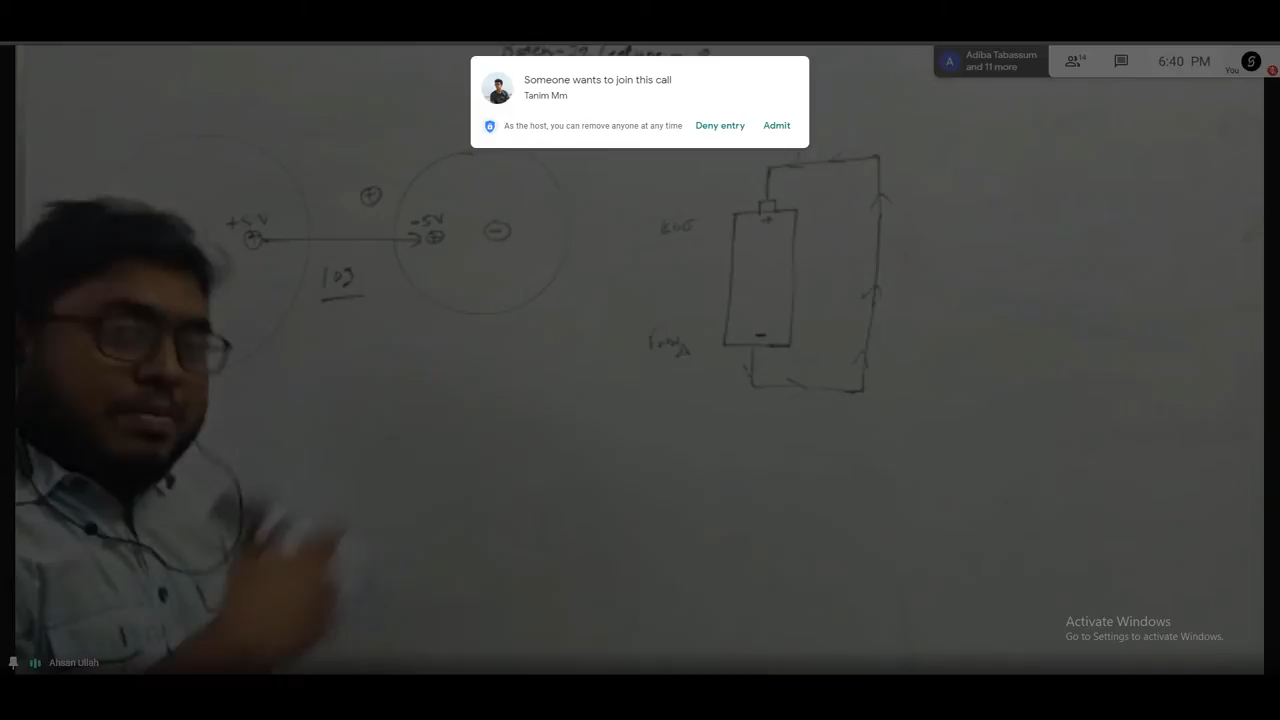 Adiba Tabassum
and 11 more
14
6:40 PM
You
Someone wants to join this call
Tanim Mm
As the host, you can remove anyone at any time
Deny entry
Admit
+5V
+
+
-5V
+
-
10J
+
-
Activate Windows
Go to Settings to activate Windows.
Ahsan Ullah